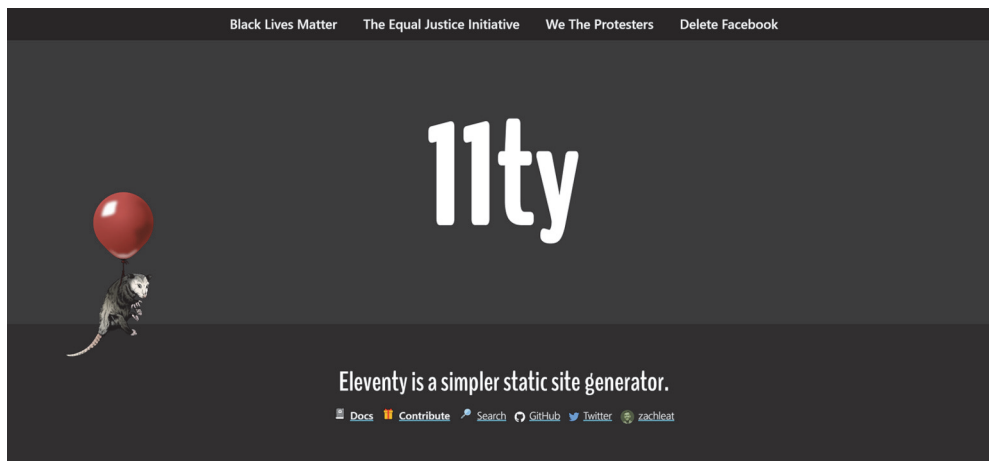 Black Lives Matter The Equal Justice Initiative We The Protesters Delete Facebook
11ty
Eleventy is a simpler static site generator.
Docs Contribute Search GitHub Twitter zachleat